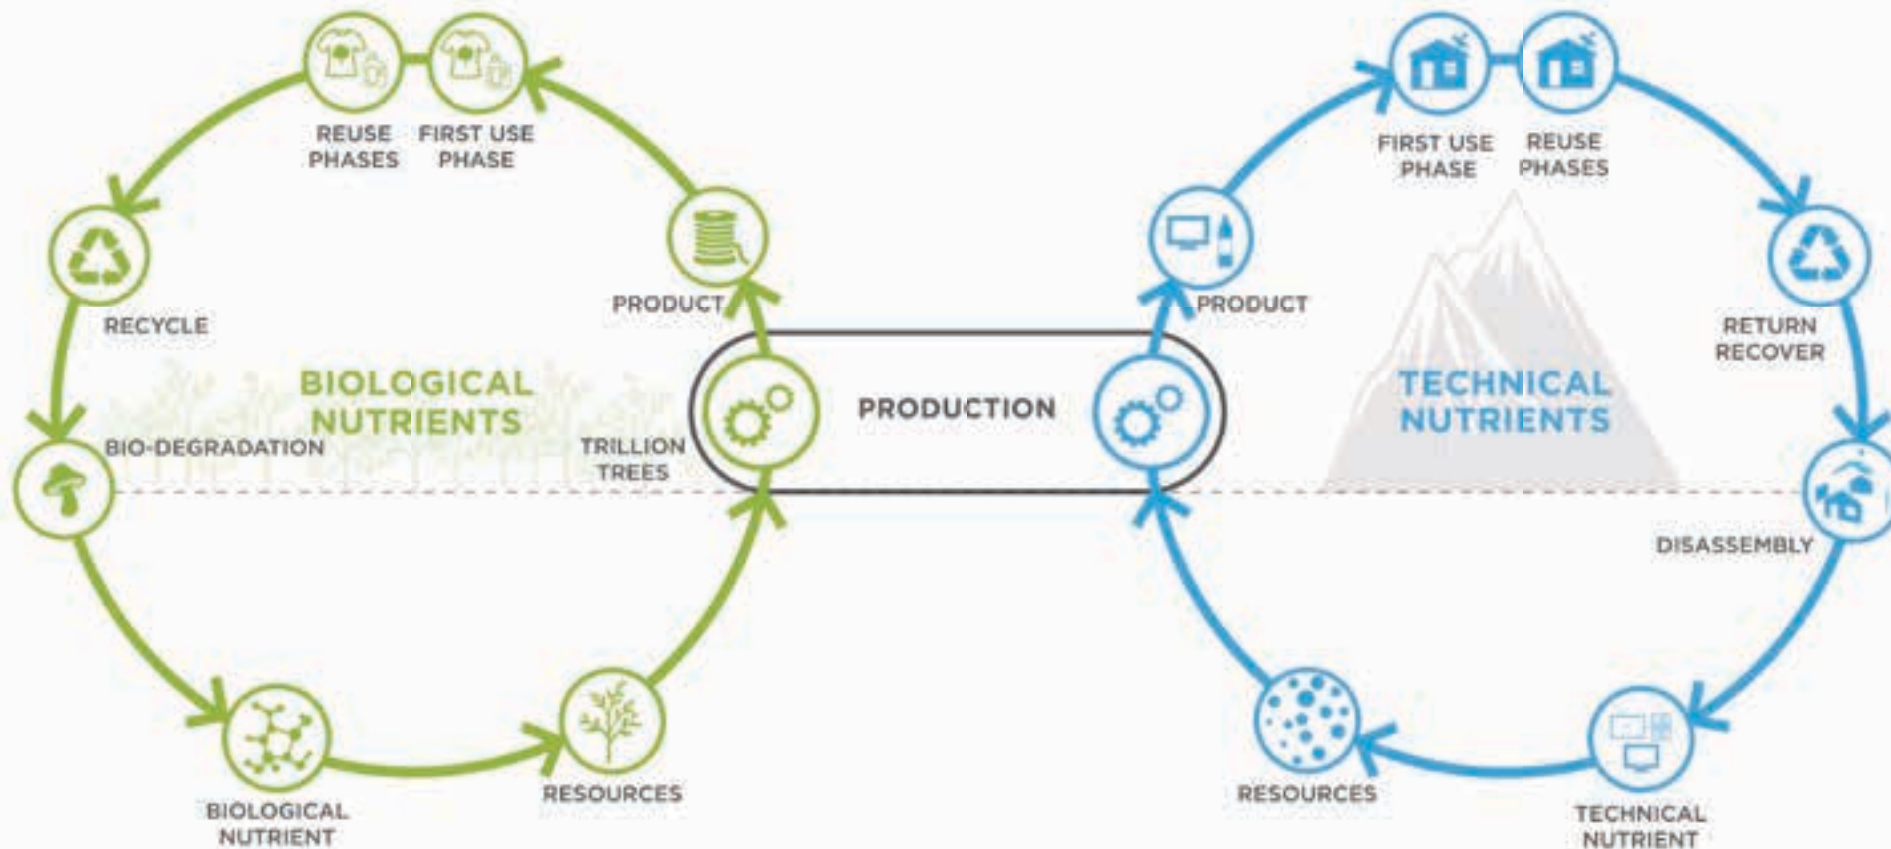 REUSE
PHASES
FIRST USE
PHASE
FIRST USE
PHASE
REUSE
PHASES
PRODUCT
PRODUCT
RECYCLE
RETURN
RECOVER
BIOLOGICAL
NUTRIENTS
PRODUCTION
TECHNICAL
NUTRIENTS
BIO-DEGRADATION
TRILLION
TREES
DISASSEMBLY
RESOURCES
RESOURCES
BIOLOGICAL
NUTRIENT
TECHNICAL
NUTRIENT